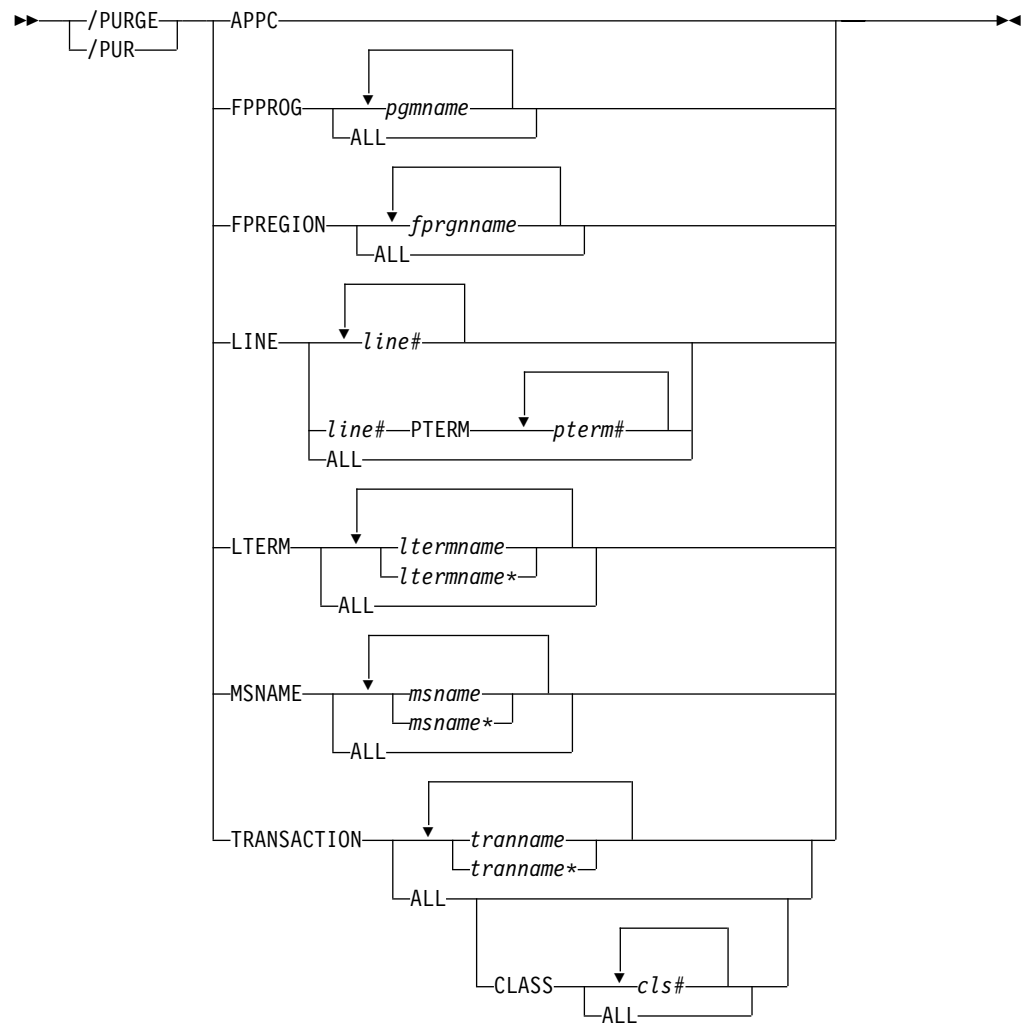 /PURGE APPC
/PUR
FPPROG pgmname
ALL
FPREGION fprgnname
ALL
LINE line#
line# PTERM pterm#
ALL
LTERM ltermname
ltermname*
ALL
MSNAME msname
msname*
ALL
TRANSACTION tranname
tranname*
ALL
CLASS cls#
ALL